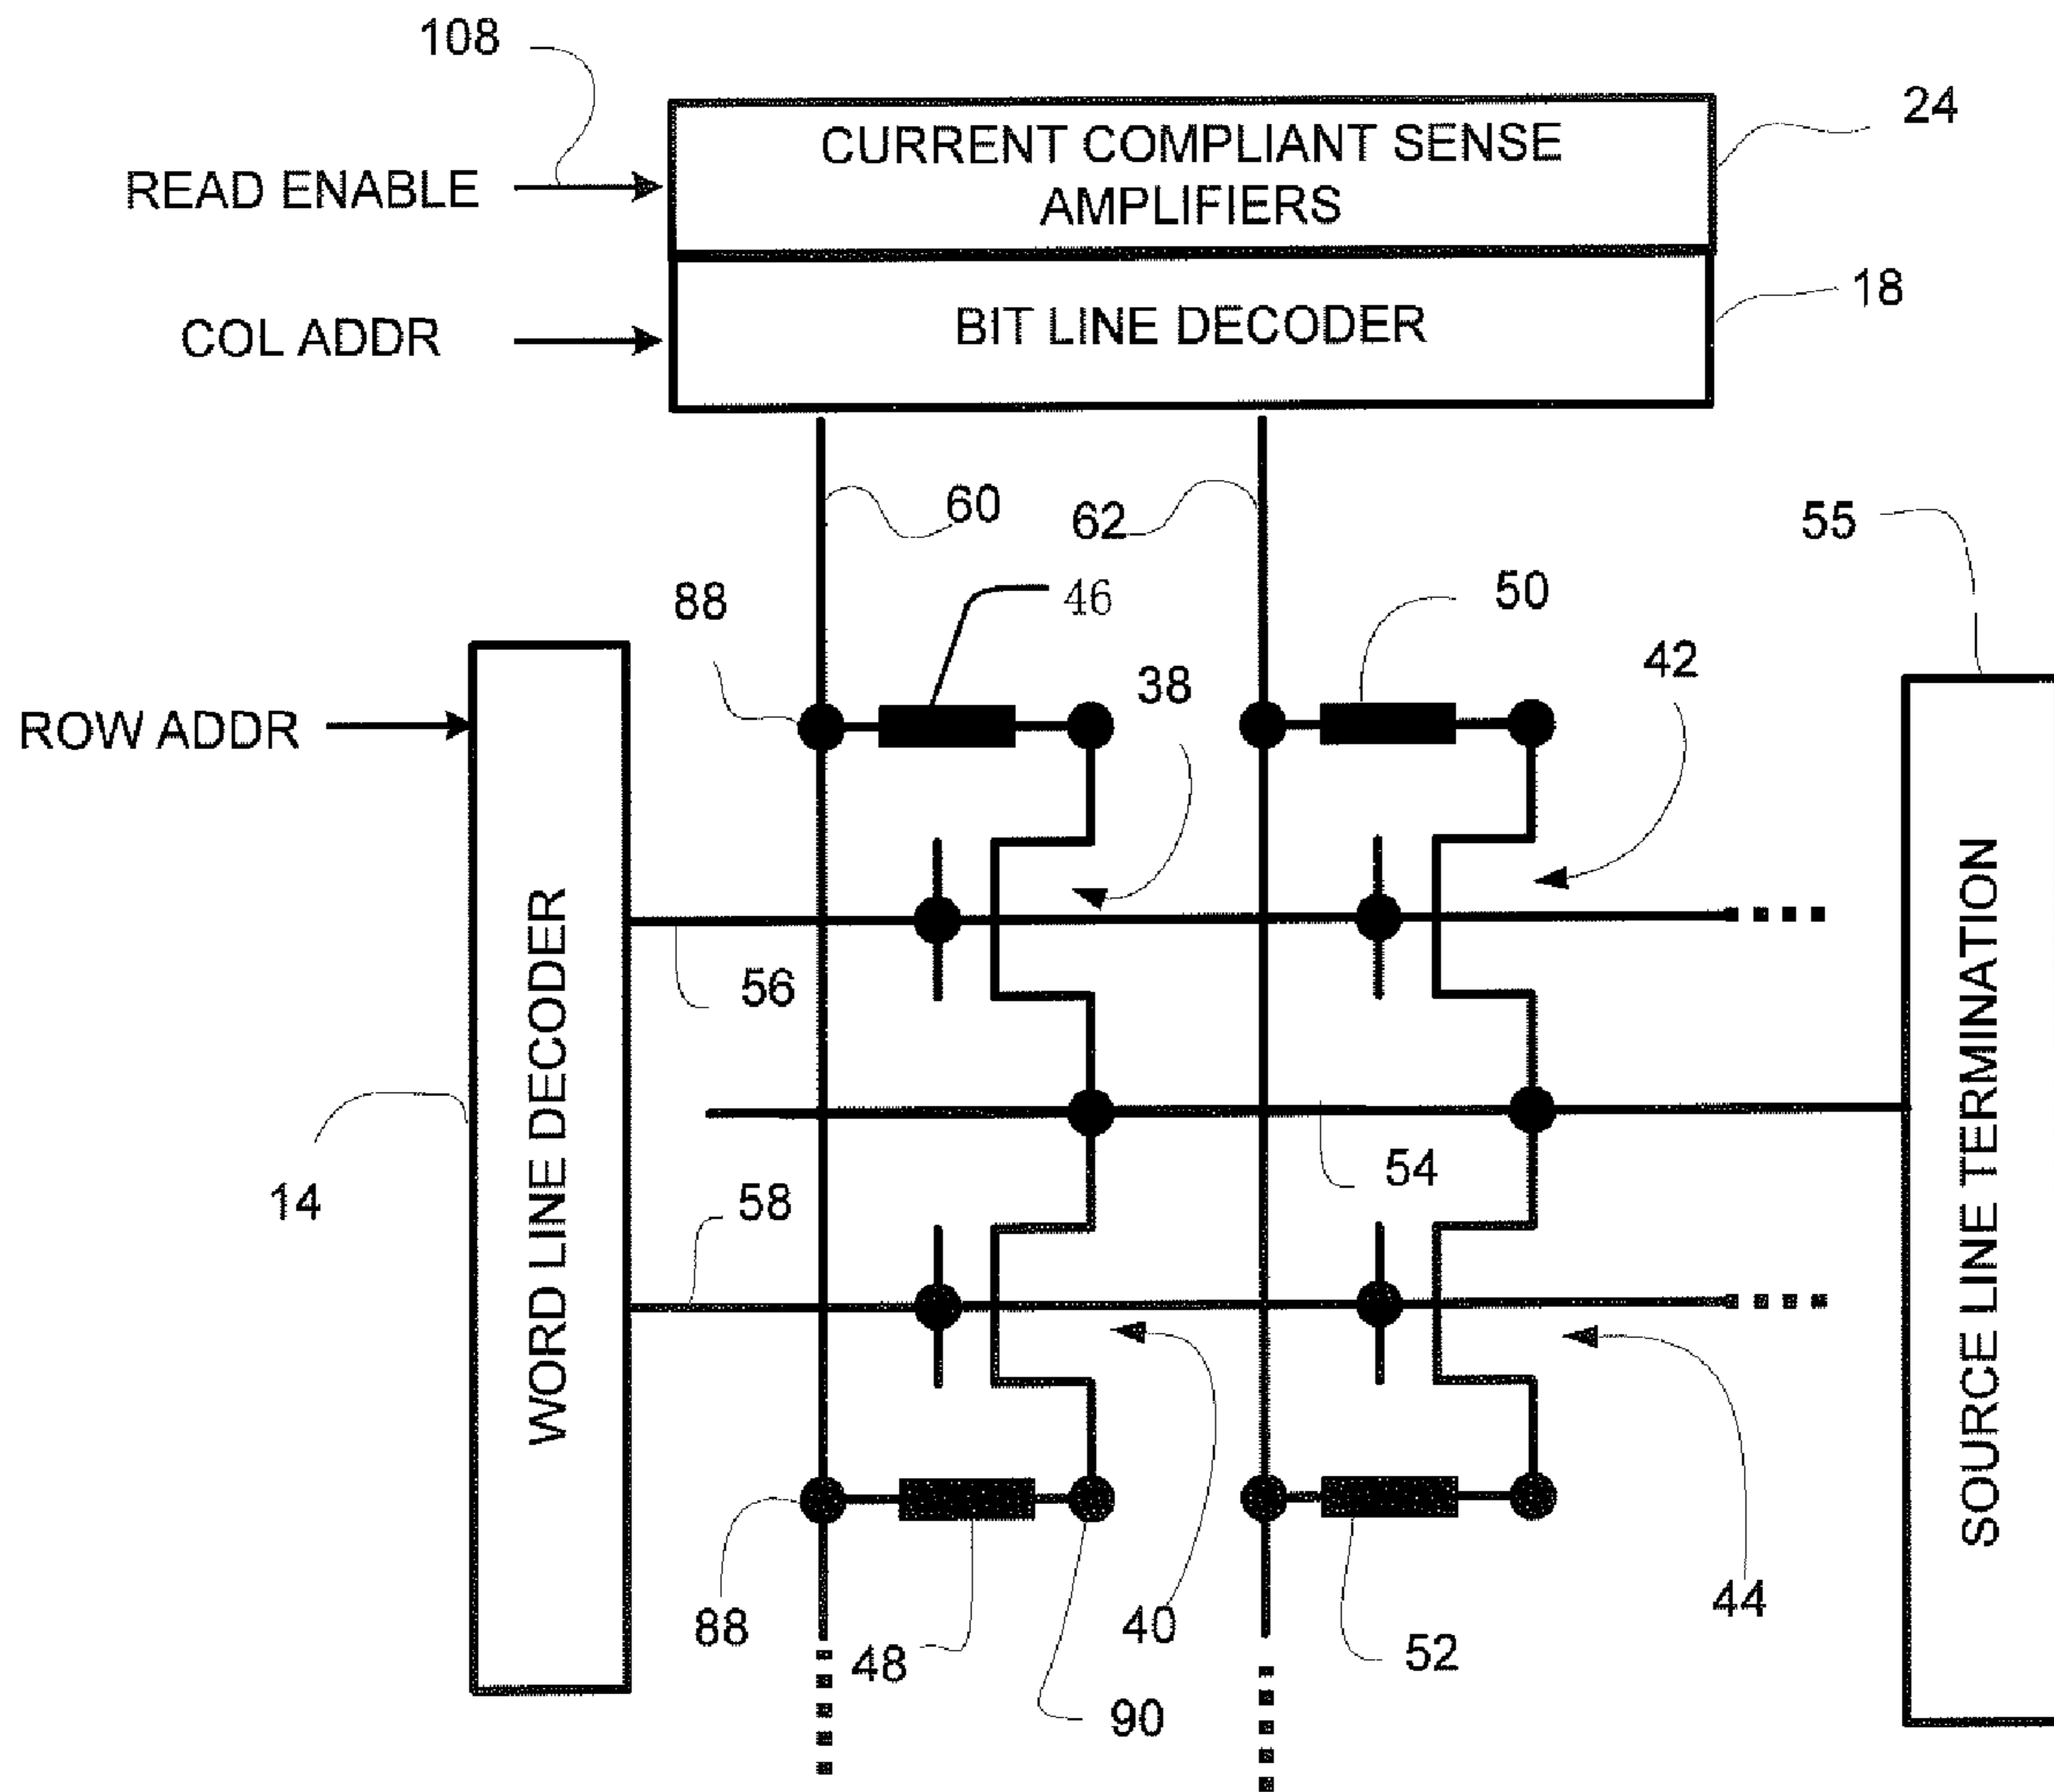 108
CURRENT COMPLIANT SENSE
AMPLIFIERS
24
READ ENABLE
BIT LINE DECODER
18
COL ADDR
60
62
55
88
46
50
38
42
ROW ADDR
WORD LINE DECODER
SOURCE LINE TERMINATION
56
54
14
58
88
48
40
52
44
90